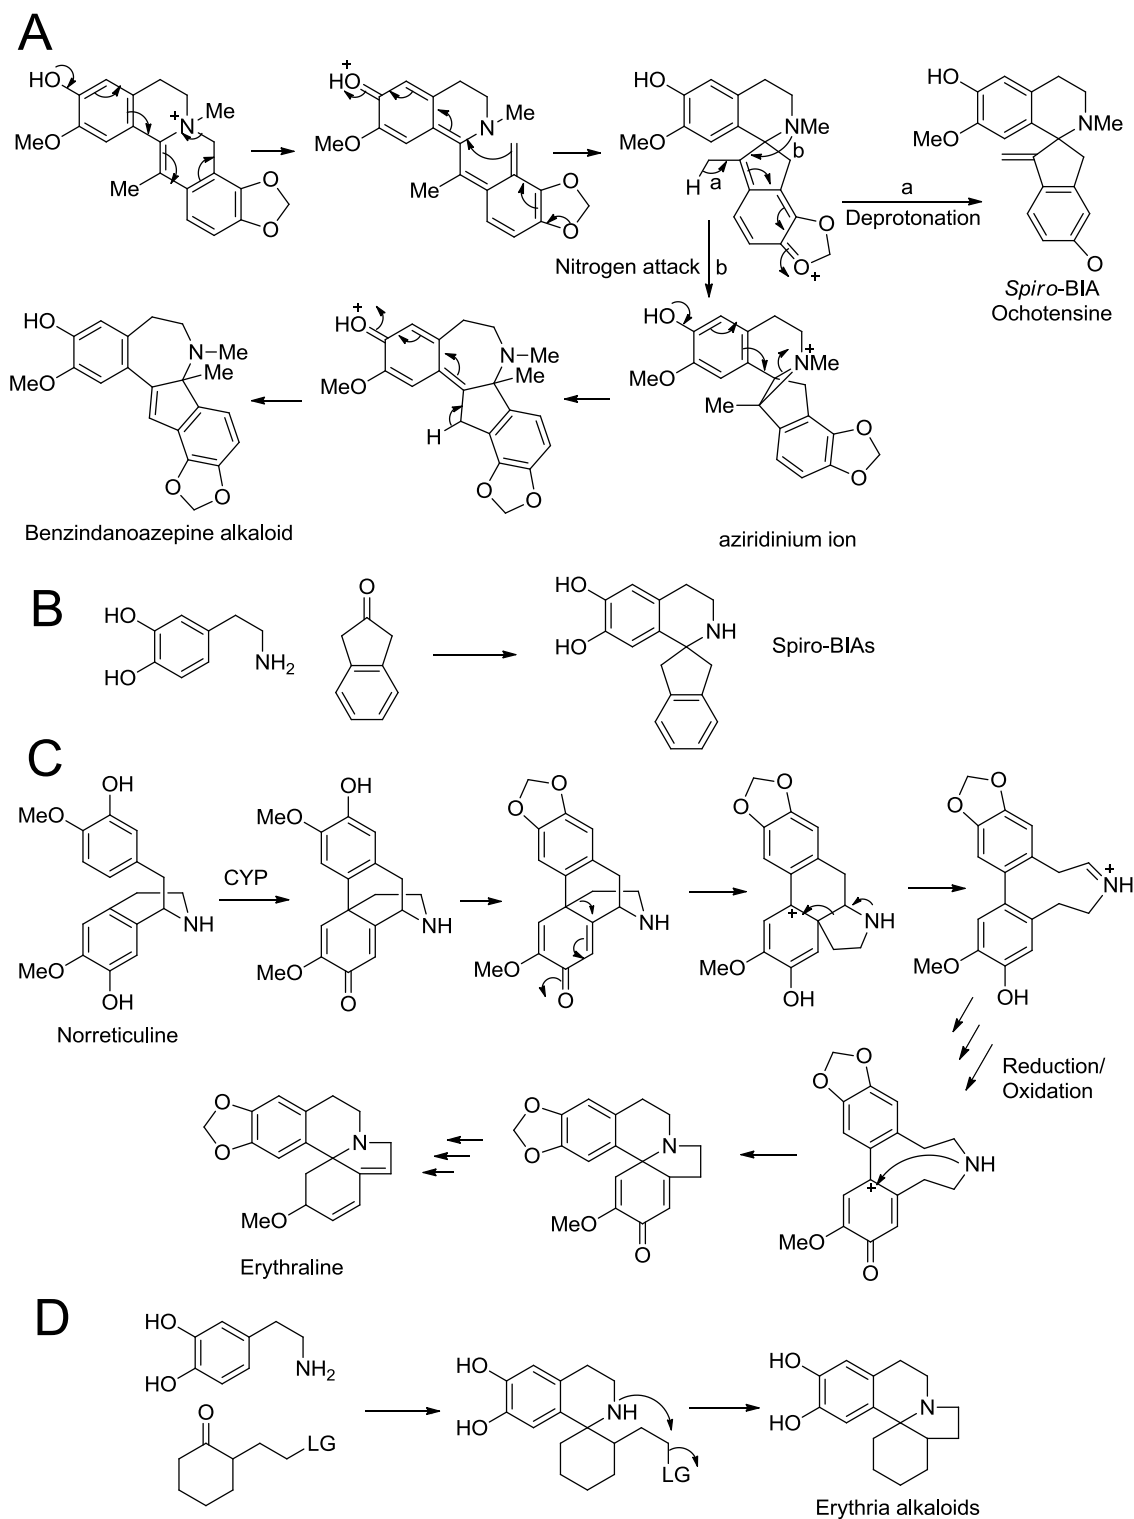 A
HO
MeO
+
N
Me
Me
O
O
+
HO
MeO
N
Me
Me
O
O
HO
MeO
NMe
b
H
a
O
O
+
a
Deprotonation
HO
MeO
NMe
O
Spiro-BIA
Ochotensine
Nitrogen attack
b
HO
MeO
N
Me
Me
O
O
Benzindanoazepine alkaloid
+
HO
MeO
N
Me
Me
H
O
O
HO
MeO
+
NMe
Me
O
O
aziridinium ion
B
HO
HO
NH2
O
HO
HO
NH
Spiro-BIAs
C
OH
MeO
NH
MeO
OH
Norreticuline
CYP
OH
MeO
NH
MeO
O
O
O
NH
MeO
O
O
O
+
NH
MeO
OH
O
O
+
NH
MeO
OH
Reduction/
Oxidation
O
O
NH
+
MeO
O
O
O
N
MeO
O
O
O
N
MeO
Erythraline
D
HO
HO
NH2
O
LG
HO
HO
NH
LG
HO
HO
N
Erythria alkaloids